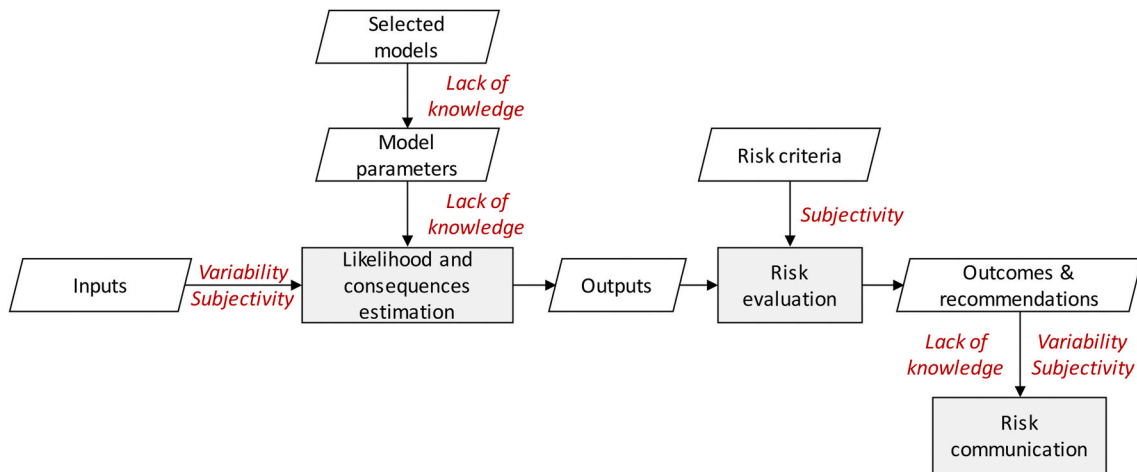 Selected
models
Lack of
knowledge
Model
parameters
Risk criteria
Lack of
knowledge
Subjectivity
Inputs
Variability
Subjectivity
Likelihood and
consequences
estimation
Outputs
Risk
evaluation
Outcomes &
recommendations
Lack of
knowledge
Variability
Subjectivity
Risk
communication